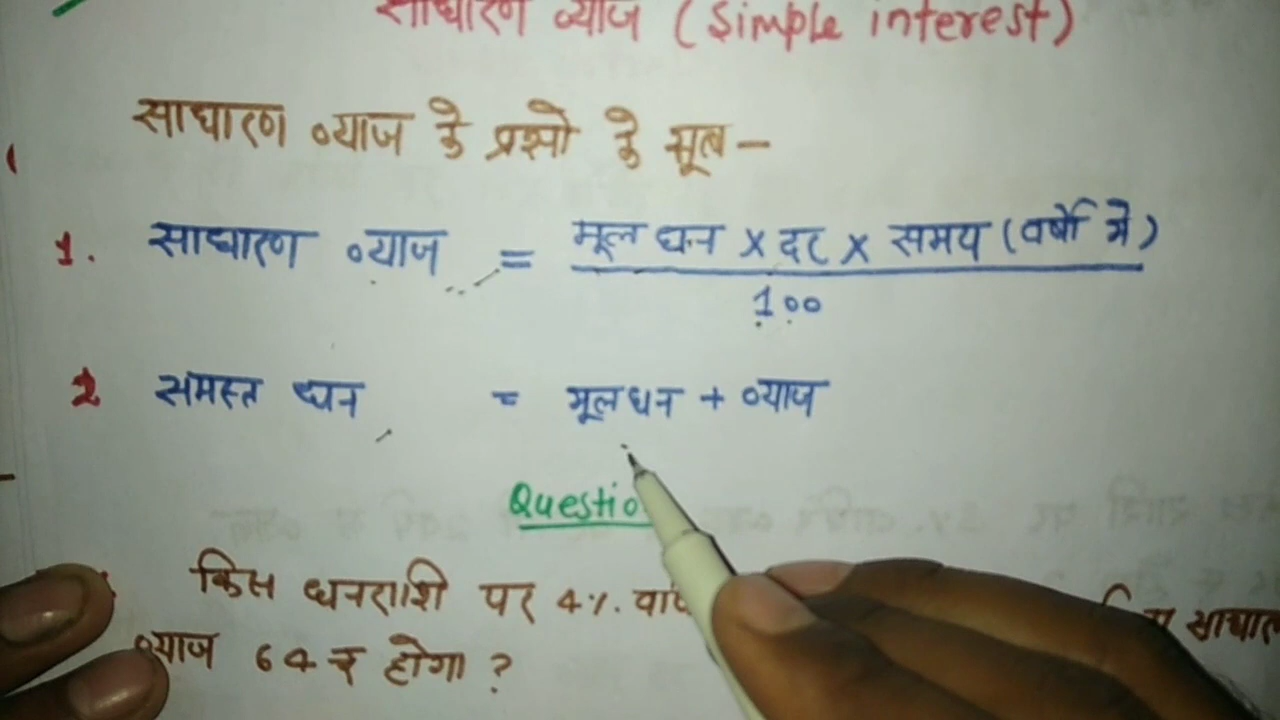 साधारण व्याज (Simple interest)
साधारण व्याज के प्रश्नो के सूत्र -
1. साधारण व्याज = मूल धन x दर x समय (वर्षो मे)
100
2 समस्त धन = मूलधन + व्याज
Questio
किस धनराशि पर 4%. साधार
व्याज 64 रु होगा ?